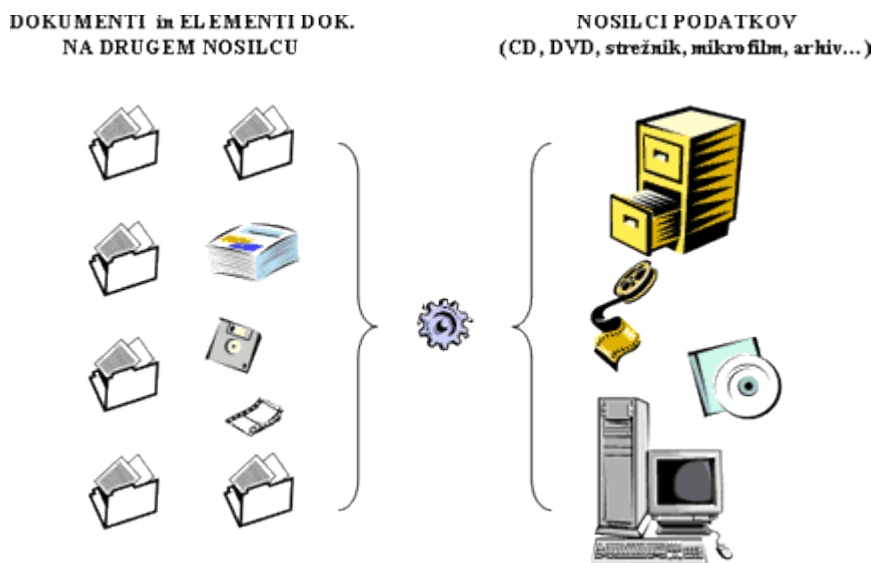 DOKUMENTI in ELEMENTI DOK.
NA DRUGEM NOSILCU
NOSILCI PODATKOV
(CD, DVD, strežnik, mikrofilm, arhiv...)